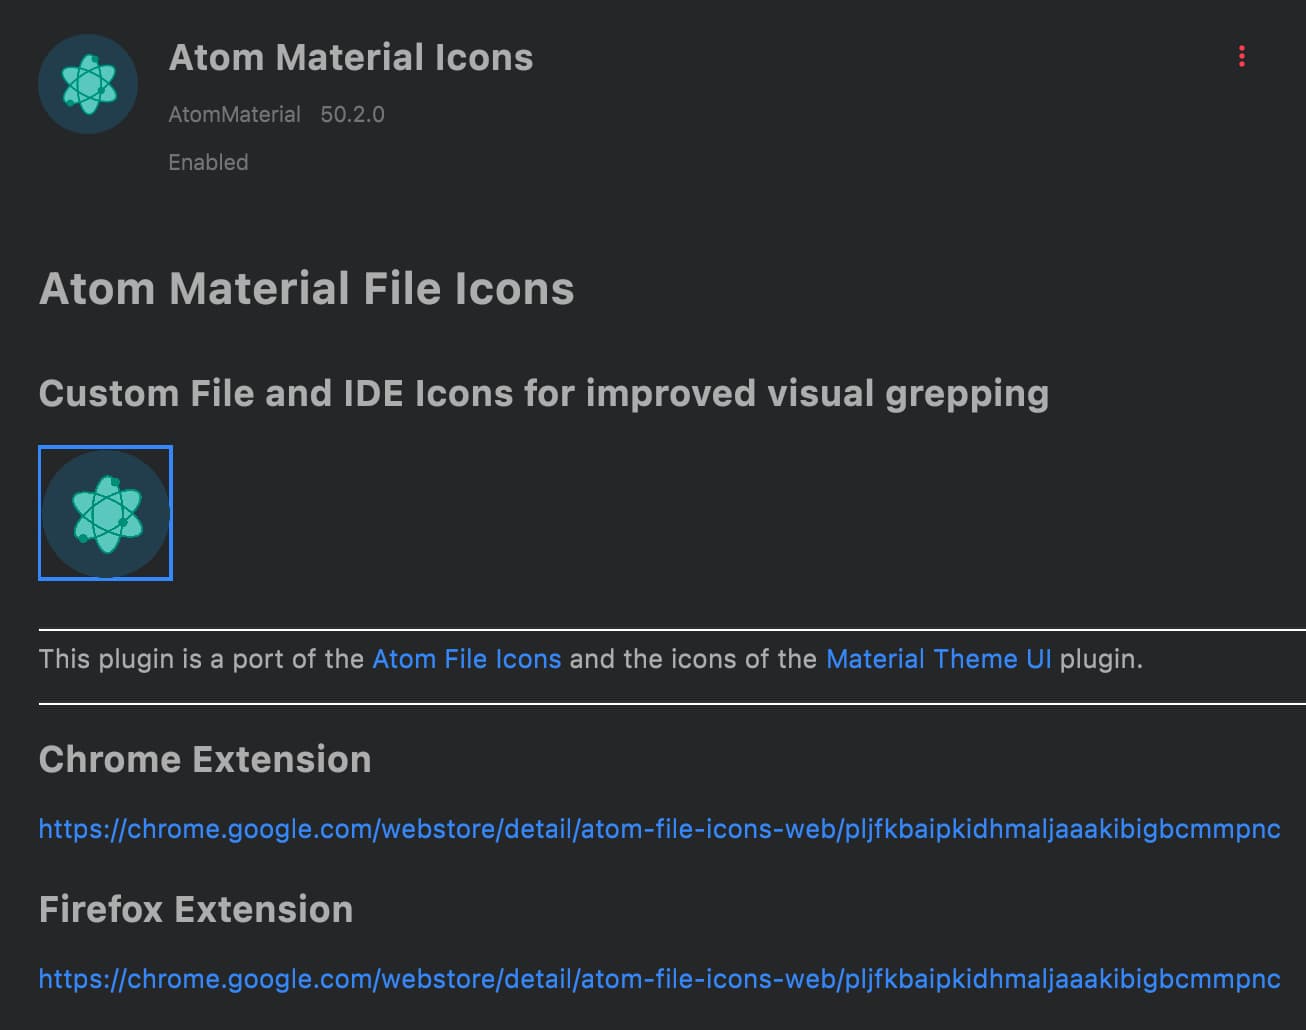 Atom Material Icons
AtomMaterial 50.2.0
Enabled
Atom Material File Icons
Custom File and IDE Icons for improved visual grepping
This plugin is a port of the Atom File Icons and the icons of the Material Theme UI plugin.
Chrome Extension
https://chrome.google.com/webstore/detail/atom-file-icons-web/pljfkbaipkidhmaljaaakibigbcmmpnc
Firefox Extension
https://chrome.google.com/webstore/detail/atom-file-icons-web/pljfkbaipkidhmaljaaakibigbcmmpnc